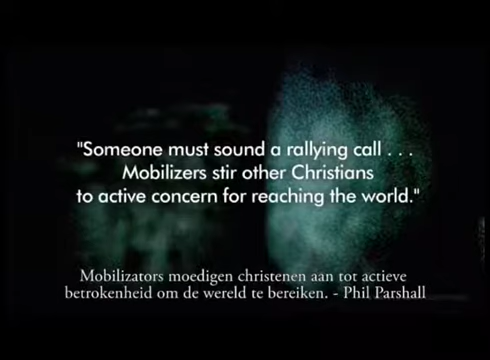 "Someone must sound a rallying call . . .
Mobilizers stir other Christians
to active concern for reaching the world."
Mobilizators moedigen christenen aan tot actieve
betrokenheid om de wereld te bereiken. - Phil Parshall